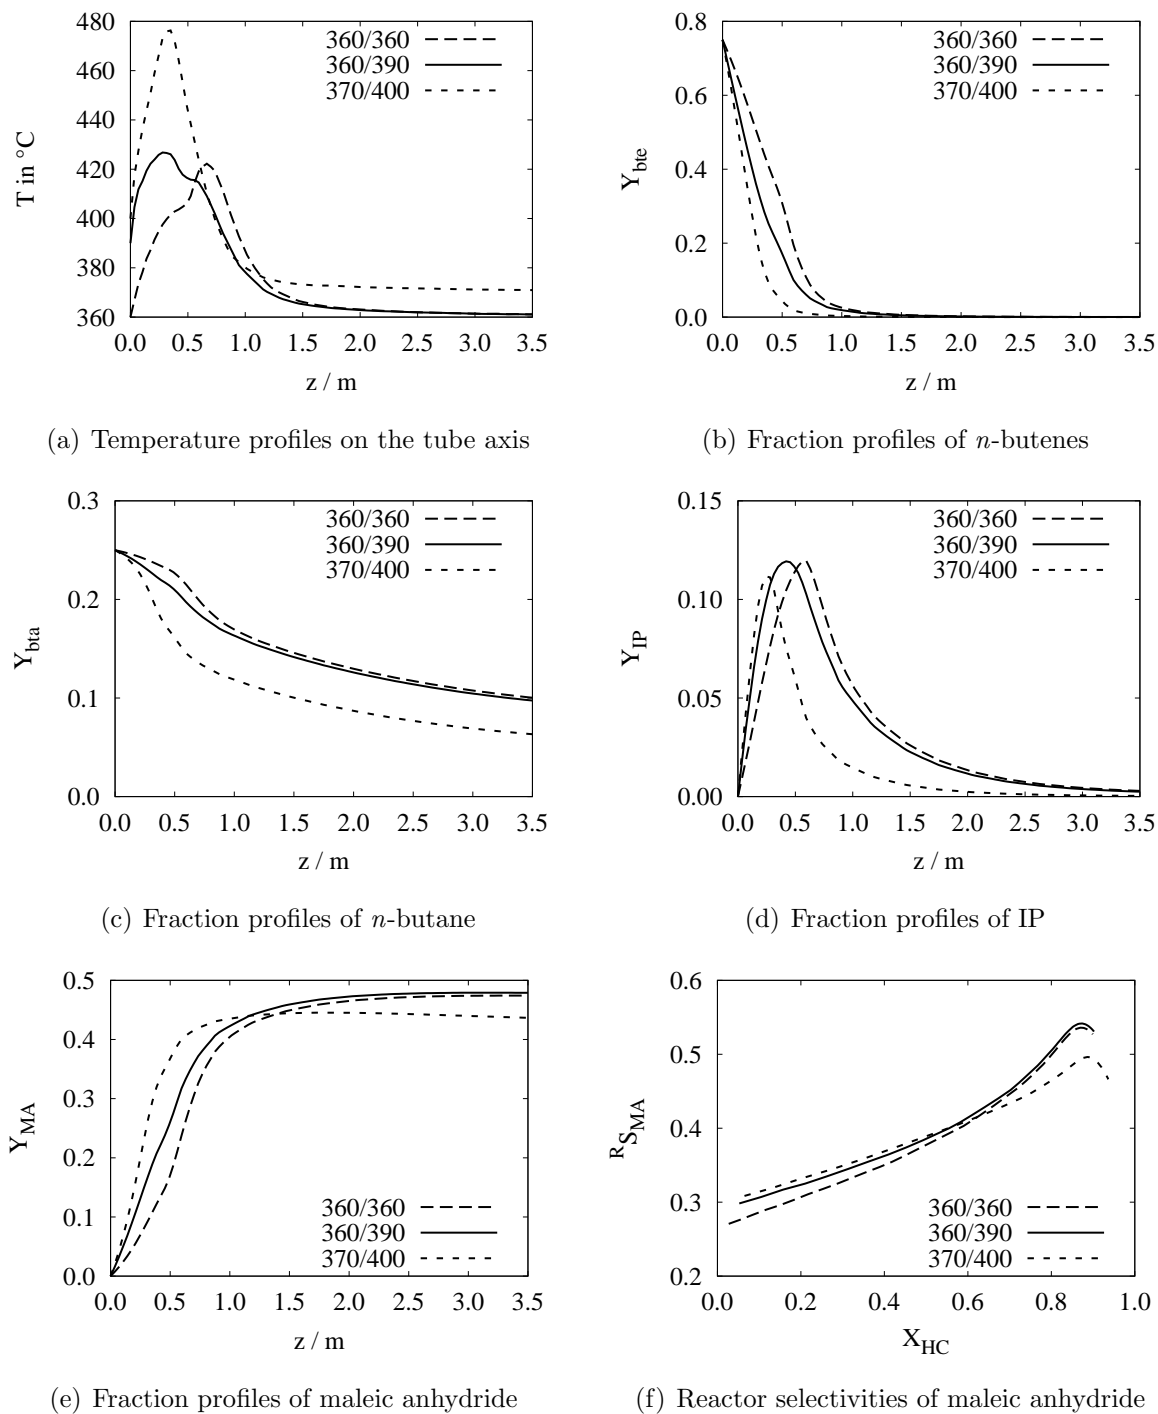 480
460
440
420
400
380
360
T in °C
360/360
360/390
370/400
0.0 0.5 1.0 1.5 2.0 2.5 3.0 3.5
z / m
(a) Temperature profiles on the tube axis
0.8
0.6
0.4
0.2
0.0
Y_bte
360/360
360/390
370/400
0.0 0.5 1.0 1.5 2.0 2.5 3.0 3.5
z / m
(b) Fraction profiles of n-butenes
0.3
0.2
0.1
0.0
Y_bta
360/360
360/390
370/400
0.0 0.5 1.0 1.5 2.0 2.5 3.0 3.5
z / m
(c) Fraction profiles of n-butane
0.15
0.10
0.05
0.00
Y_IP
360/360
360/390
370/400
0.0 0.5 1.0 1.5 2.0 2.5 3.0 3.5
z / m
(d) Fraction profiles of IP
0.5
0.4
0.3
0.2
0.1
0.0
Y_MA
360/360
360/390
370/400
0.0 0.5 1.0 1.5 2.0 2.5 3.0 3.5
z / m
(e) Fraction profiles of maleic anhydride
0.6
0.5
0.4
0.3
0.2
^R S_MA
360/360
360/390
370/400
0.0 0.2 0.4 0.6 0.8 1.0
X_HC
(f) Reactor selectivities of maleic anhydride